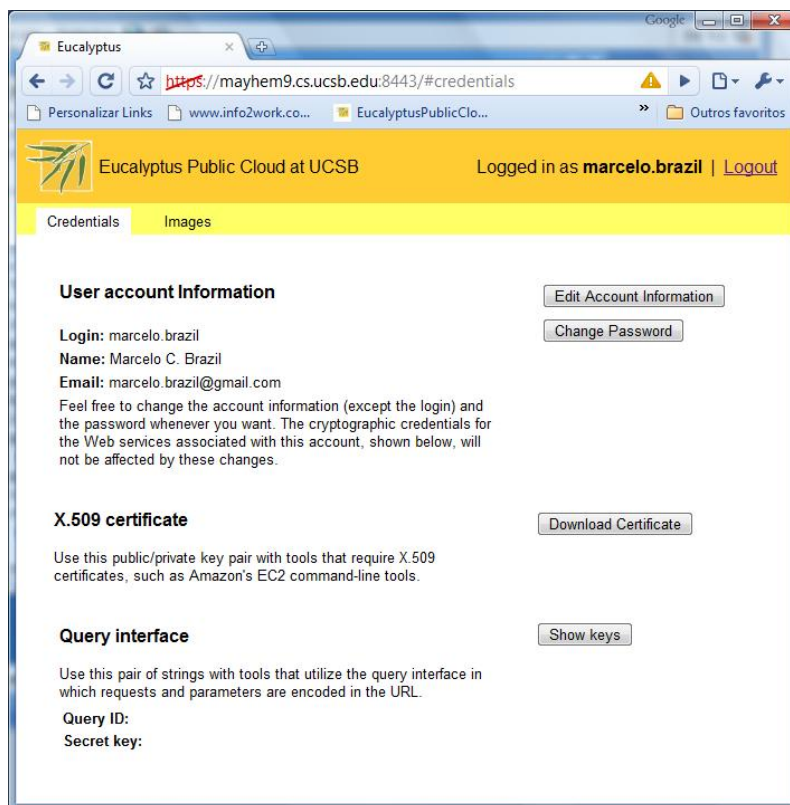 Google
Eucalyptus
https://mayhem9.cs.ucsb.edu:8443/#credentials
Personalizar Links www.info2work.co... EucalyptusPublicClo... » Outros favoritos
Eucalyptus Public Cloud at UCSB Logged in as marcelo.brazil | Logout
Credentials Images
User account Information
Edit Account Information
Change Password
Login: marcelo.brazil
Name: Marcelo C. Brazil
Email: marcelo.brazil@gmail.com
Feel free to change the account information (except the login) and
the password whenever you want. The cryptographic credentials for
the Web services associated with this account, shown below, will
not be affected by these changes.
X.509 certificate
Download Certificate
Use this public/private key pair with tools that require X.509
certificates, such as Amazon's EC2 command-line tools.
Query interface
Show keys
Use this pair of strings with tools that utilize the query interface in
which requests and parameters are encoded in the URL.
Query ID:
Secret key: